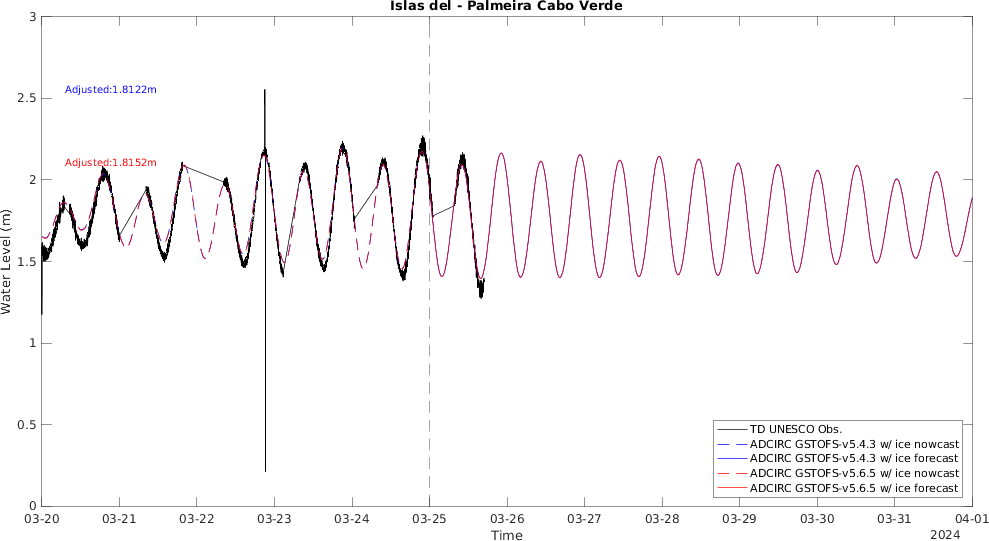 Islas del - Palmeira Cabo Verde
3
2.5
2
1.5
1
0.5
0
Water Level (m)
Adjusted:1.8122m
Adjusted:1.8152m
TD UNESCO Obs.
ADCIRC GSTOFS-v5.4.3 w/ ice nowcast
ADCIRC GSTOFS-v5.4.3 w/ ice forecast
ADCIRC GSTOFS-v5.6.5 w/ ice nowcast
ADCIRC GSTOFS-v5.6.5 w/ ice forecast
03-20 03-21 03-22 03-23 03-24 03-25 03-26 03-27 03-28 03-29 03-30 03-31 04-01
Time
2024